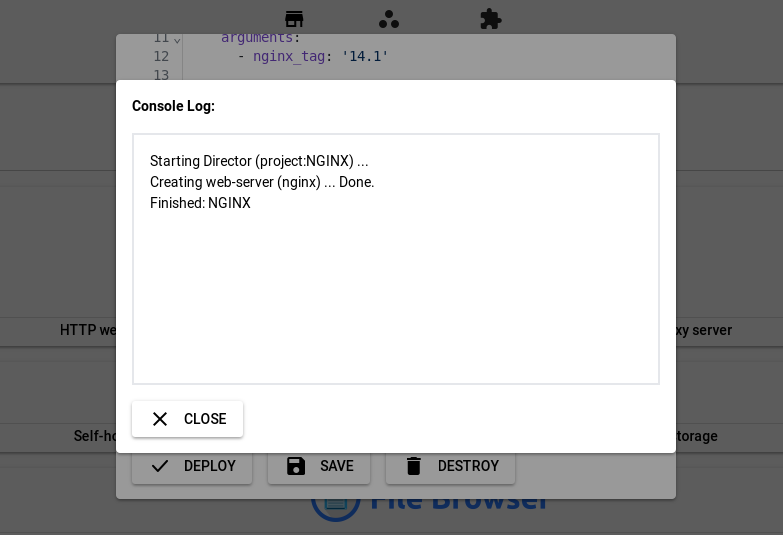 11 arguments:
12 - nginx_tag: '14.1'
13
Console Log:
Starting Director (project:NGINX) ...
Creating web-server (nginx) ... Done.
Finished: NGINX
HTTP we
xy server
CLOSE
Self-ho
torage
DEPLOY SAVE DESTROY
File Browser